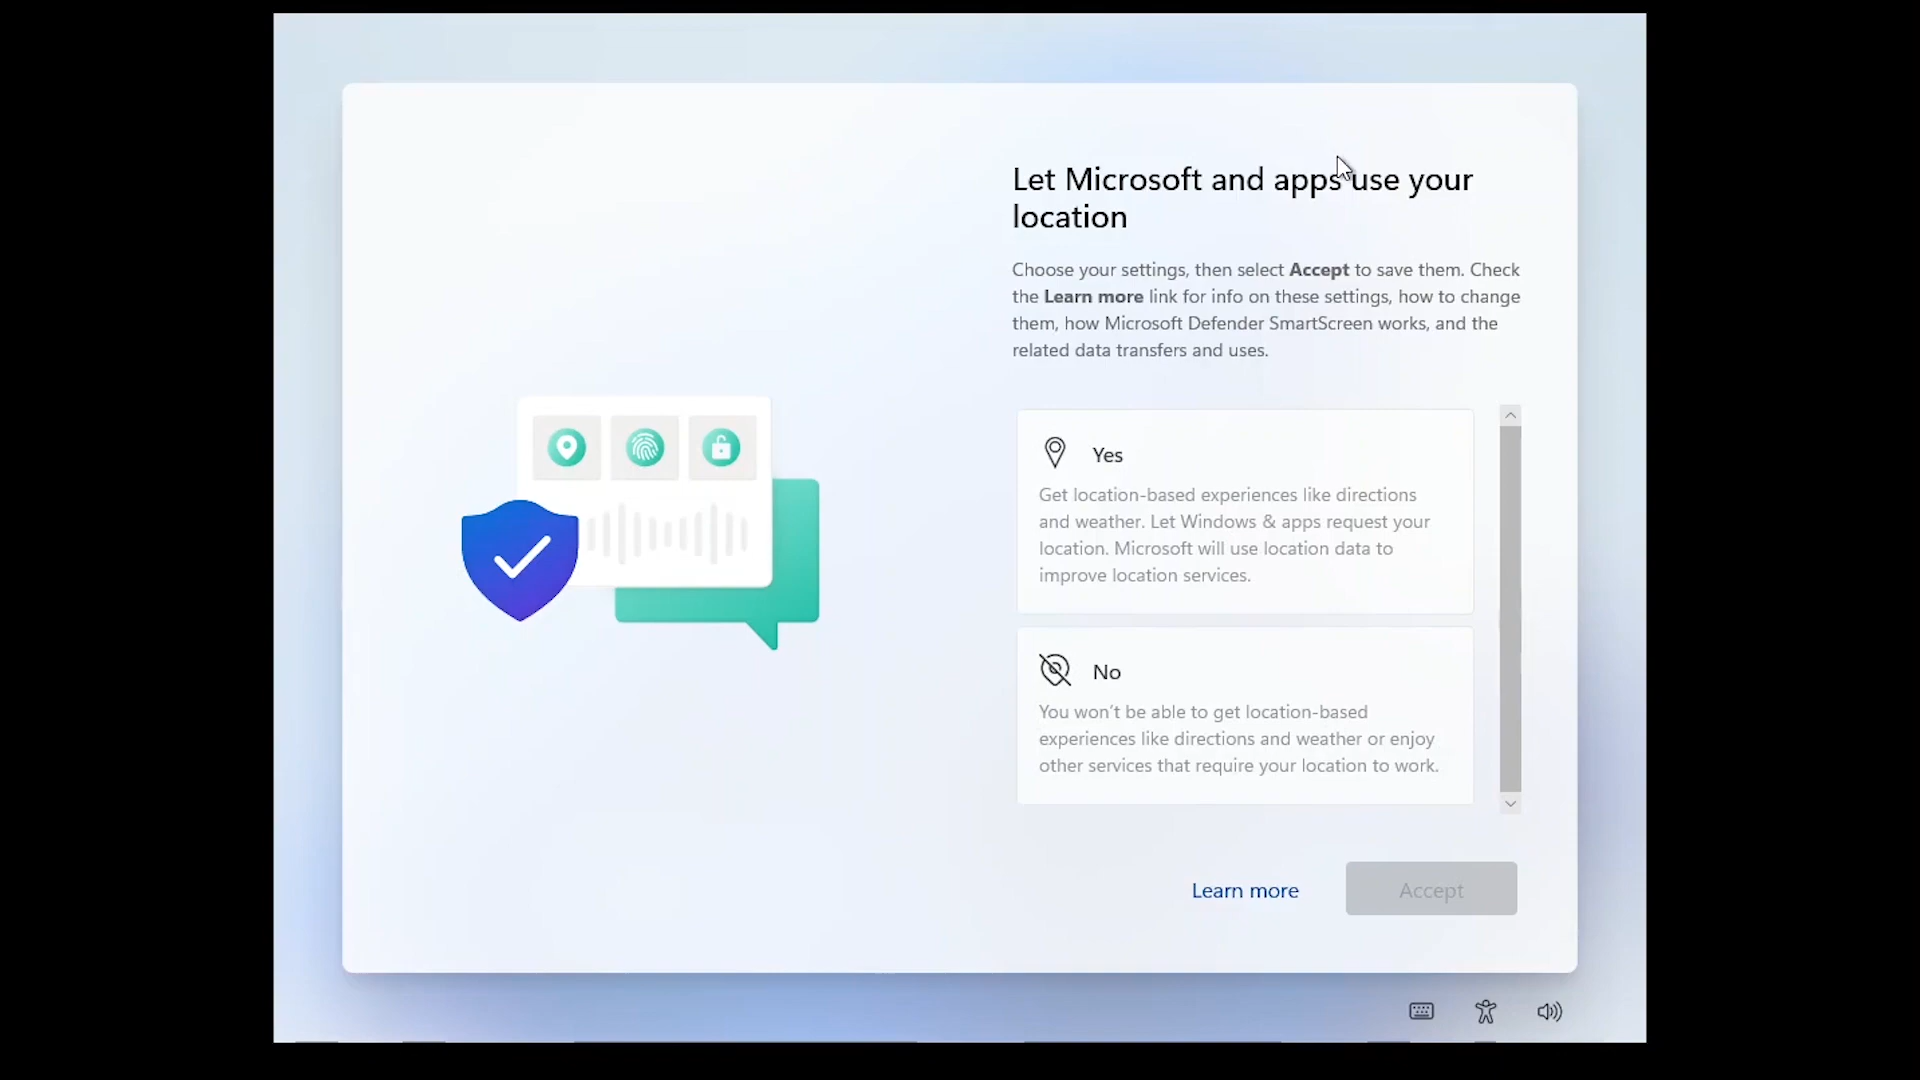 Let Microsoft and apps use your
location
Choose your settings, then select Accept to save them. Check
the Learn more link for info on these settings, how to change
them, how Microsoft Defender SmartScreen works, and the
related data transfers and uses.
Yes
Get location-based experiences like directions
and weather. Let Windows & apps request your
location. Microsoft will use location data to
improve location services.
No
You won’t be able to get location-based
experiences like directions and weather or enjoy
other services that require your location to work.
Learn more
Accept